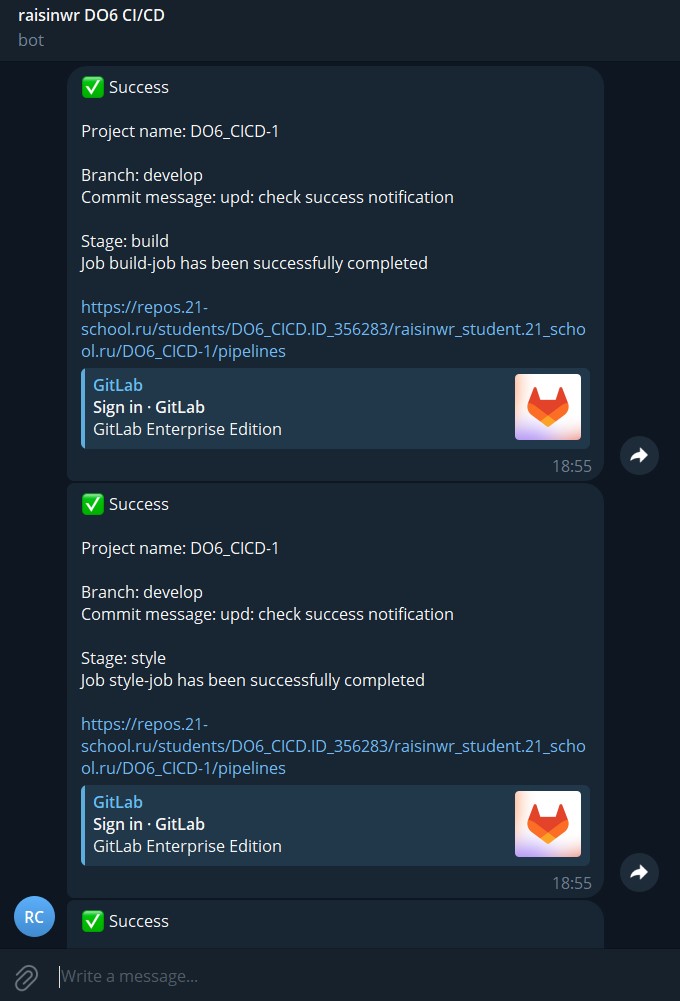 raisinwr DO6 CI/CD
bot
✅ Success
Project name: DO6_CICD-1
Branch: develop
Commit message: upd: check success notification
Stage: build
Job build-job has been successfully completed
https://repos.21-
school.ru/students/DO6_CICD.ID_356283/raisinwr_student.21_scho
ol.ru/DO6_CICD-1/pipelines
GitLab
Sign in · GitLab
GitLab Enterprise Edition
18:55
✅ Success
Project name: DO6_CICD-1
Branch: develop
Commit message: upd: check success notification
Stage: style
Job style-job has been successfully completed
https://repos.21-
school.ru/students/DO6_CICD.ID_356283/raisinwr_student.21_scho
ol.ru/DO6_CICD-1/pipelines
GitLab
Sign in · GitLab
GitLab Enterprise Edition
18:55
RC
✅ Success
Write a message...